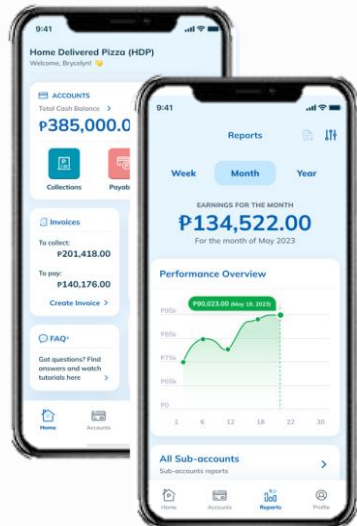 9:41
Home Delivered Pizza (HDP)
Welcome, Brycelyn! 👋
ACCOUNTS
Total Cash Balance >
₱385,000.0
Collections
Payab
Invoices
To collect:
₱201,418.00
To pay:
₱140,176.00
Create Invoice >
FAQ
Got questions? Find
answers and watch
tutorials here >
Home
Accounts
9:41
Reports
Week Month Year
EARNINGS FOR THE MONTH
₱134,522.00
For the month of May 2023
Performance Overview
₱90,023.00 (May 19, 2023)
₱95k
₱85k
₱75k
₱65k
₱0
1 6 12 18 22 30
All Sub-accounts >
Sub-accounts reports
Home Accounts Reports Profile